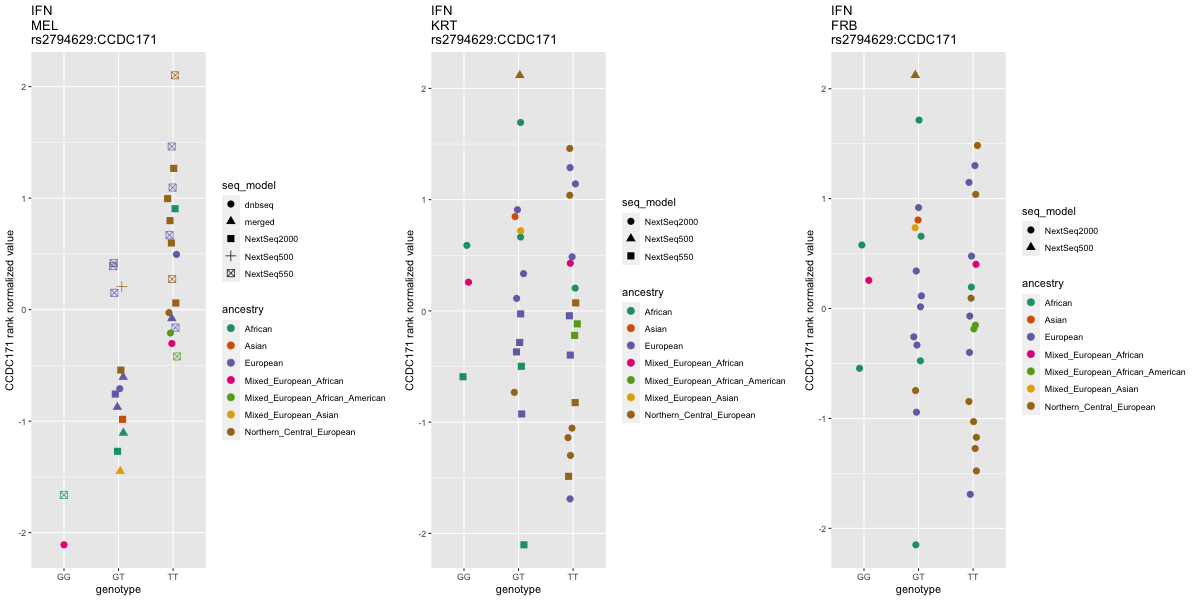 IFN
MEL
rs2794629:CCDC171
CCDC171 rank normalized value
2
1
0
-1
-2
GG
GT
TT
genotype
seq_model
dnbseq
merged
NextSeq2000
NextSeq500
NextSeq550
ancestry
African
Asian
European
Mixed_European_African
Mixed_European_African_American
Mixed_European_Asian
Northern_Central_European
IFN
KRT
rs2794629:CCDC171
CCDC171 rank normalized value
2
1
0
-1
-2
GG
GT
TT
genotype
seq_model
NextSeq2000
NextSeq500
NextSeq550
ancestry
African
Asian
European
Mixed_European_African
Mixed_European_African_American
Mixed_European_Asian
Northern_Central_European
IFN
FRB
rs2794629:CCDC171
CCDC171 rank normalized value
2
1
0
-1
-2
GG
GT
TT
genotype
seq_model
NextSeq2000
NextSeq500
ancestry
African
Asian
European
Mixed_European_African
Mixed_European_African_American
Mixed_European_Asian
Northern_Central_European